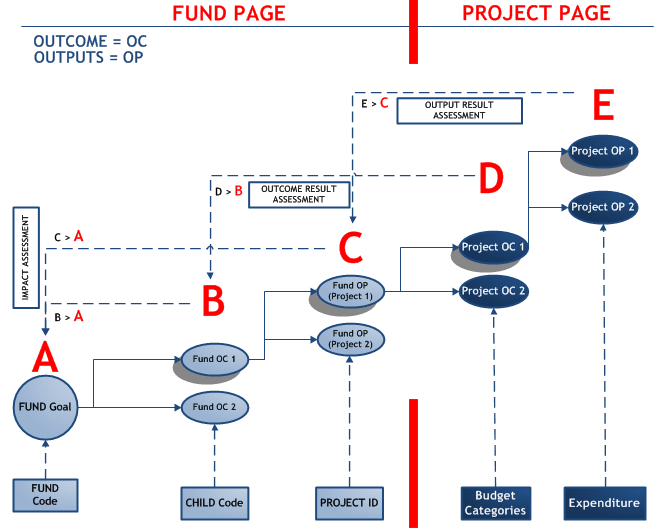 FUND PAGE
PROJECT PAGE
OUTCOME = OC
OUTPUTS = OP
E > C
OUTPUT RESULT
ASSESSMENT
E
Project OP 1
D > B
OUTCOME RESULT
ASSESSMENT
D
Project OP 2
IMPACT ASSESSMENT
C > A
C
Project OC 1
B > A
B
Fund OP
(Project 1)
Project OC 2
A
Fund OC 1
Fund OP
(Project 2)
FUND Goal
Fund OC 2
FUND
Code
CHILD Code
PROJECT ID
Budget
Categories
Expenditure